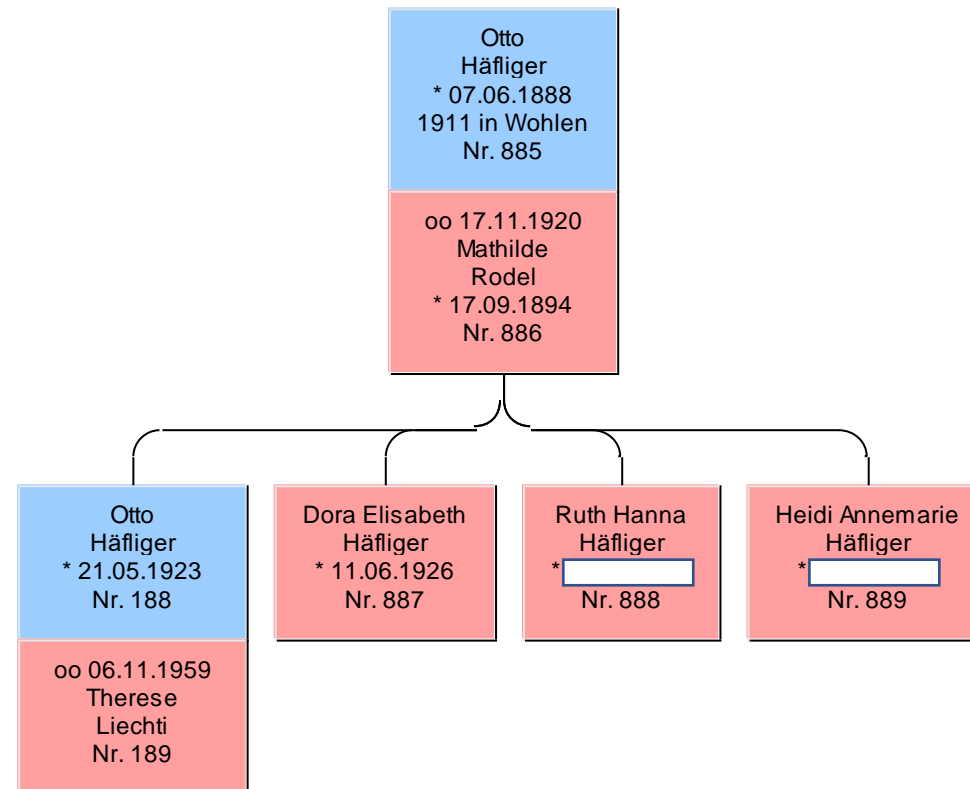 Otto
Häfliger
* 07.06.1888
1911 in Wohlen
Nr. 885
oo 17.11.1920
Mathilde
Rodel
* 17.09.1894
Nr. 886
Otto
Häfliger
* 21.05.1923
Nr. 188
oo 06.11.1959
Therese
Liechti
Nr. 189
Dora Elisabeth
Häfliger
* 11.06.1926
Nr. 887
Ruth Hanna
Häfliger
*
Nr. 888
Heidi Annemarie
Häfliger
*
Nr. 889